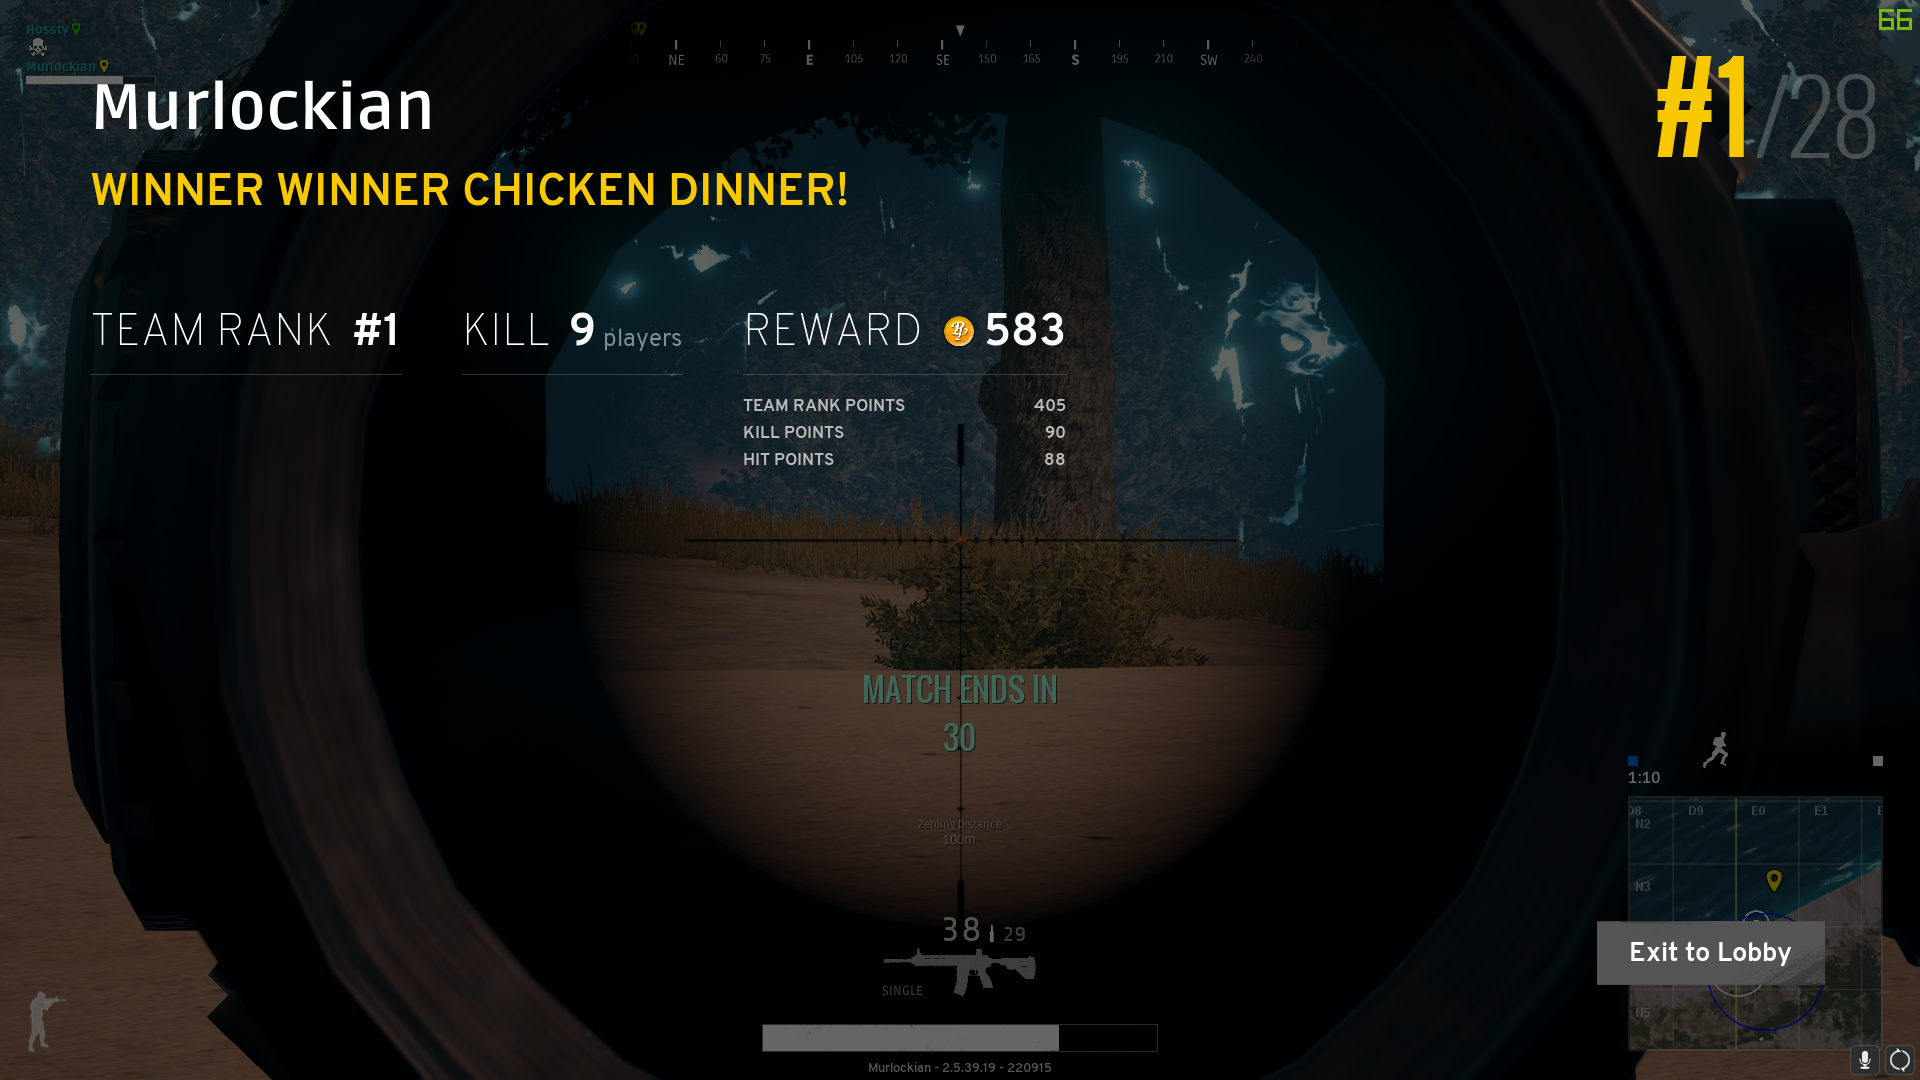 66
Hossty
Murlockian
NE 60 75 E 105 120 SE 150 165 S 195 210 SW 240
Murlockian
#1/28
WINNER WINNER CHICKEN DINNER!
TEAM RANK #1
KILL 9 players
REWARD 583
TEAM RANK POINTS 405
KILL POINTS 90
HIT POINTS 88
MATCH ENDS IN
30
1:10
D9 E0 E1
N2
Zeroing Distance
100m
N3
38 29
Exit to Lobby
SINGLE
N5
Murlockian - 2.5.39.19 - 220915